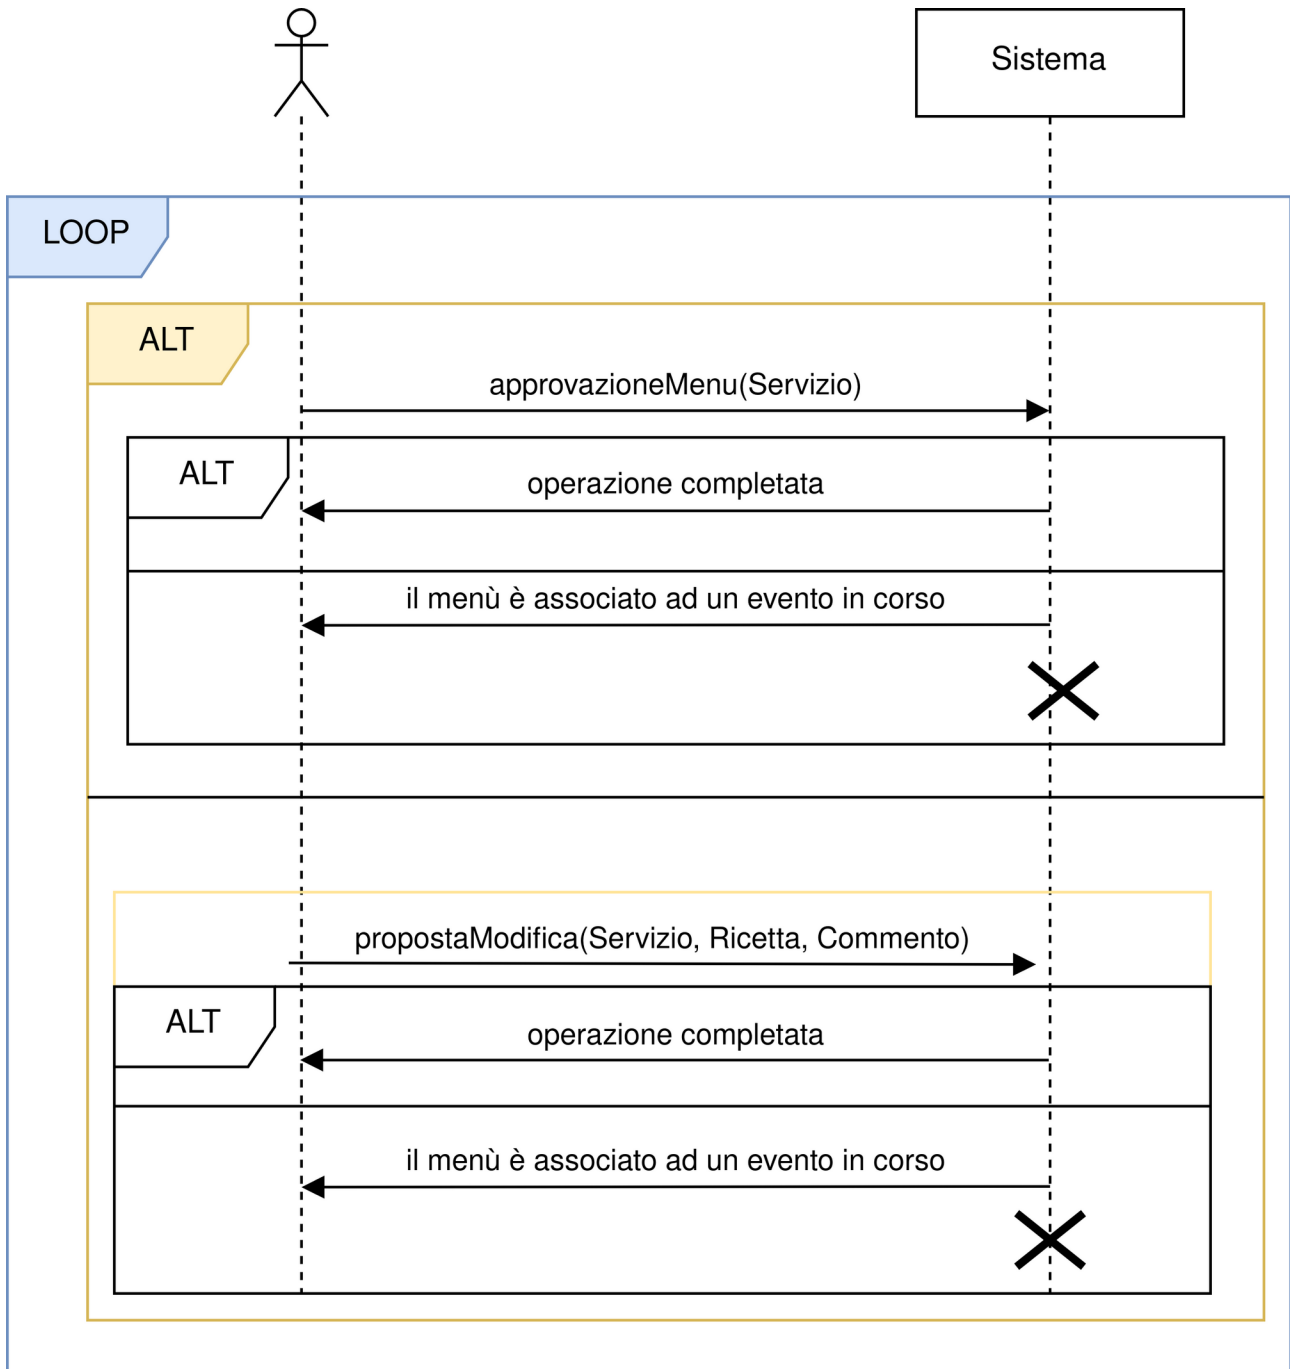 Sistema
LOOP
ALT
approvazioneMenu(Servizio)
ALT
operazione completata
il menù è associato ad un evento in corso
propostaModifica(Servizio, Ricetta, Commento)
ALT
operazione completata
il menù è associato ad un evento in corso